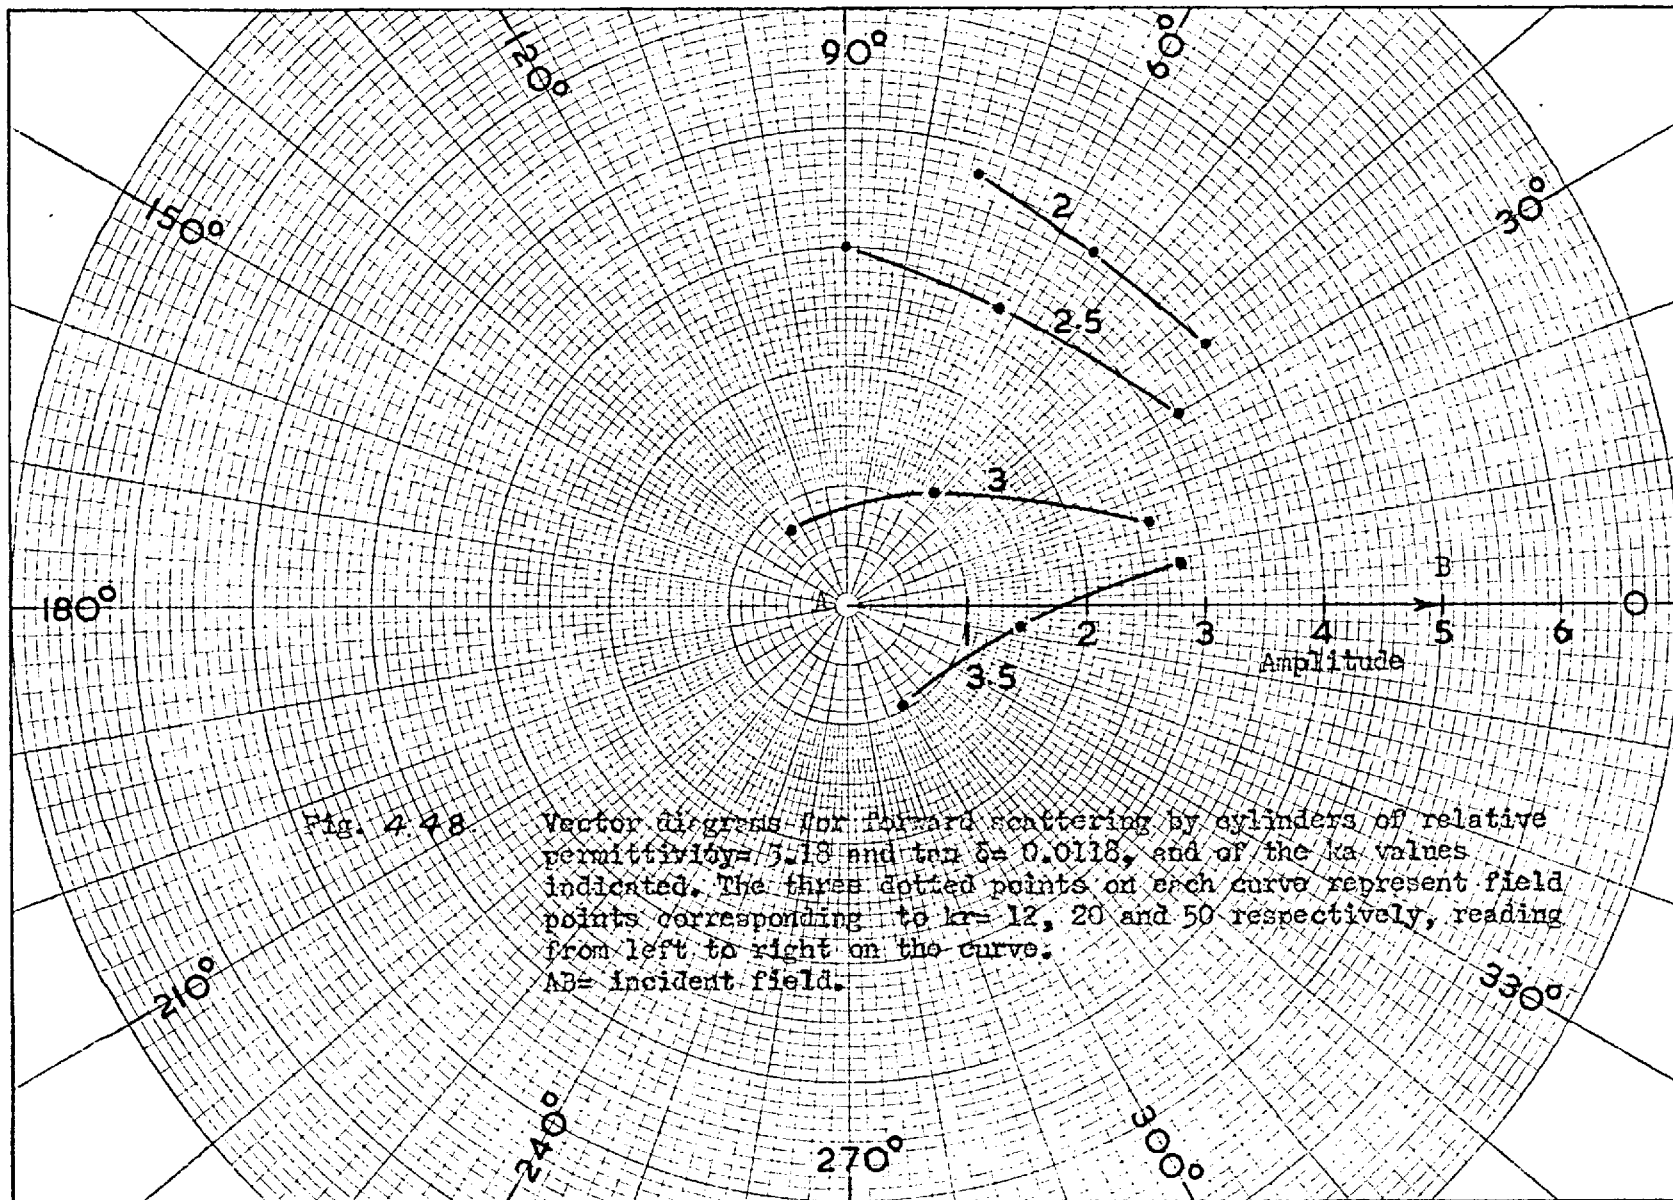 120°
90°
60°
150°
30°
2
2.5
3
B
180°
A
0
1 2 3 4 5 6
Amplitude
3.5
Fig. 4.48 Vector diagrams for forward scattering by cylinders of relative
permittivity= 3.18 and tan δ= 0.0118, and of the ka values
indicated. The three dotted points on each curve represent field
points corresponding to kr= 12, 20 and 50 respectively, reading
from left to right on the curve.
AB= incident field.
210°
330°
240°
270°
300°